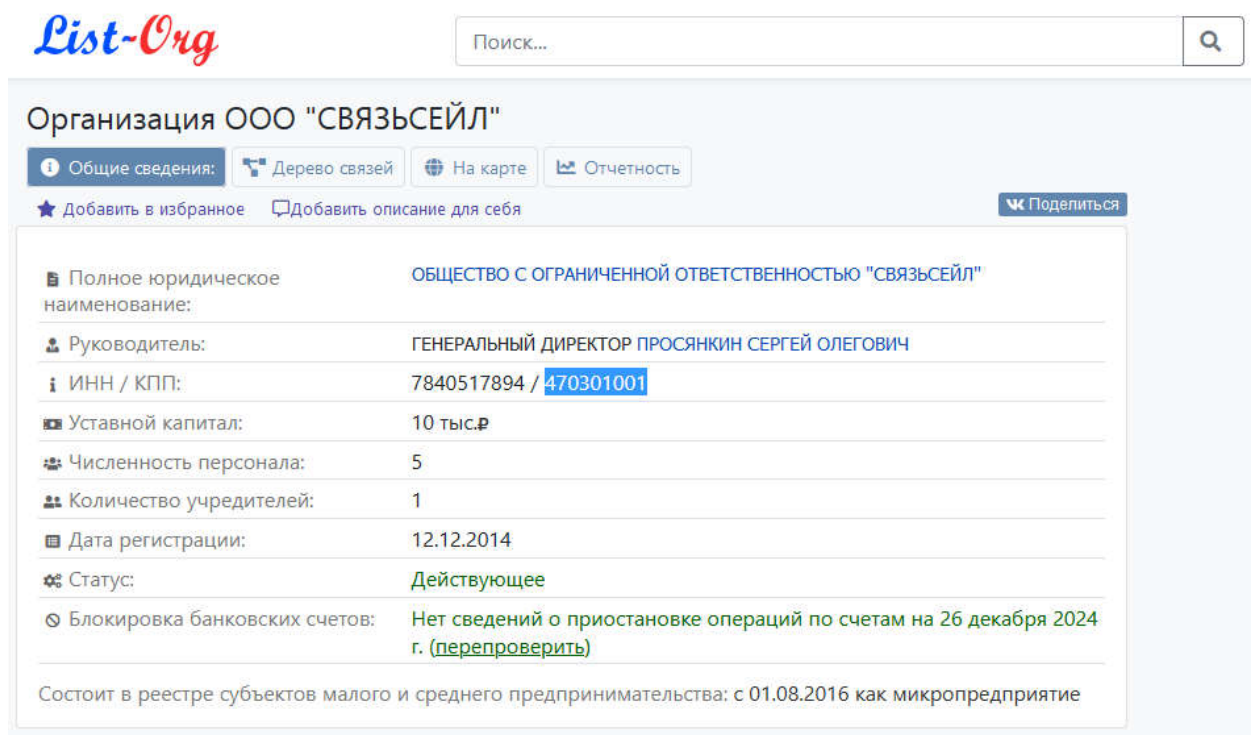 List-Org
Поиск...
Организация ООО "СВЯЗЬСЕЙЛ"
Общие сведения: Дерево связей На карте Отчетность
Добавить в избранное Добавить описание для себя Поделиться
Полное юридическое наименование: ОБЩЕСТВО С ОГРАНИЧЕННОЙ ОТВЕТСТВЕННОСТЬЮ "СВЯЗЬСЕЙЛ"
Руководитель: ГЕНЕРАЛЬНЫЙ ДИРЕКТОР ПРОСЯНКИН СЕРГЕЙ ОЛЕГОВИЧ
ИНН / КПП: 7840517894 / 470301001
Уставной капитал: 10 тыс.₽
Численность персонала: 5
Количество учредителей: 1
Дата регистрации: 12.12.2014
Статус: Действующее
Блокировка банковских счетов: Нет сведений о приостановке операций по счетам на 26 декабря 2024
г. (перепроверить)
Состоит в реестре субъектов малого и среднего предпринимательства: с 01.08.2016 как микропредприятие